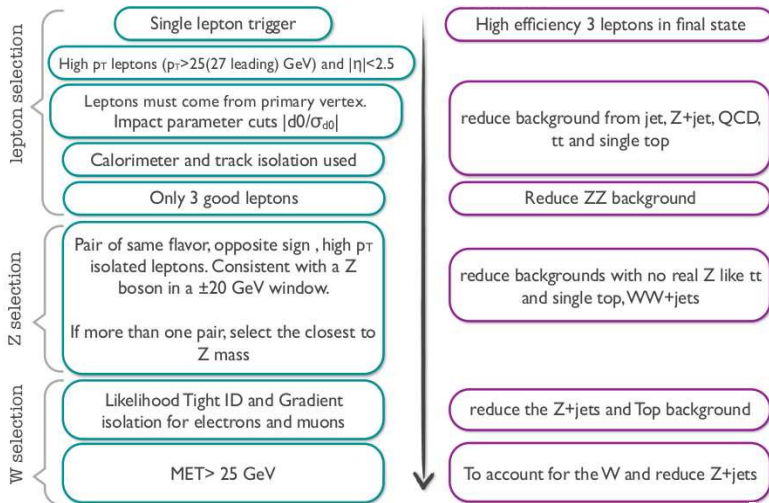 lepton selection
Single lepton trigger
High pT leptons (pT>25(27 leading) GeV) and |η|<2.5
Leptons must come from primary vertex.
Impact parameter cuts |d0/σd0|
Calorimeter and track isolation used
Only 3 good leptons
Z selection
Pair of same flavor, opposite sign , high pT
isolated leptons. Consistent with a Z
boson in a ±20 GeV window.
If more than one pair, select the closest to
Z mass
W selection
Likelihood Tight ID and Gradient
isolation for electrons and muons
MET> 25 GeV
High efficiency 3 leptons in final state
reduce background from jet, Z+jet, QCD,
tt and single top
Reduce ZZ background
reduce backgrounds with no real Z like tt
and single top, WW+jets
reduce the Z+jets and Top background
To account for the W and reduce Z+jets